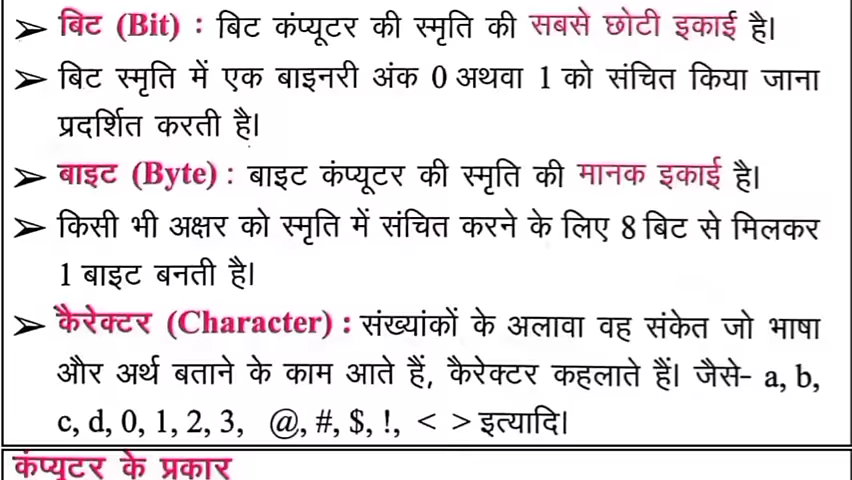 ➢ बिट (Bit) : बिट कंप्यूटर की स्मृति की सबसे छोटी इकाई है।
➢ बिट स्मृति में एक बाइनरी अंक 0 अथवा 1 को संचित किया जाना
प्रदर्शित करती है।
➢ बाइट (Byte) : बाइट कंप्यूटर की स्मृति की मानक इकाई है।
➢ किसी भी अक्षर को स्मृति में संचित करने के लिए 8 बिट से मिलकर
1 बाइट बनती है।
➢ कैरेक्टर (Character) : संख्यांकों के अलावा वह संकेत जो भाषा
और अर्थ बताने के काम आते हैं, कैरेक्टर कहलाते हैं। जैसे- a, b,
c, d, 0, 1, 2, 3, @, #, $, !, < > इत्यादि।
कंप्यूटर के प्रकार